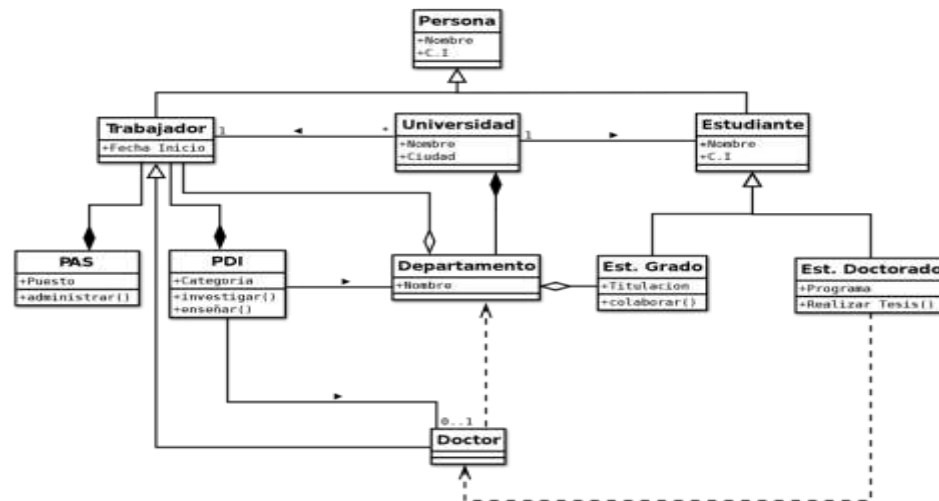 Persona
+Nombre
+C.I
Trabajador
+Fecha Inicio
1
*
Universidad
+Nombre
+Ciudad
1
Estudiante
+Nombre
+C.I
PAS
+Puesto
+administrar()
PDI
+Categoria
+investigar()
+enseñar()
Departamento
+Nombre
Est. Grado
+Titulacion
+colaborar()
Est. Doctorado
+Programa
+Realizar Tesis()
0..1
Doctor